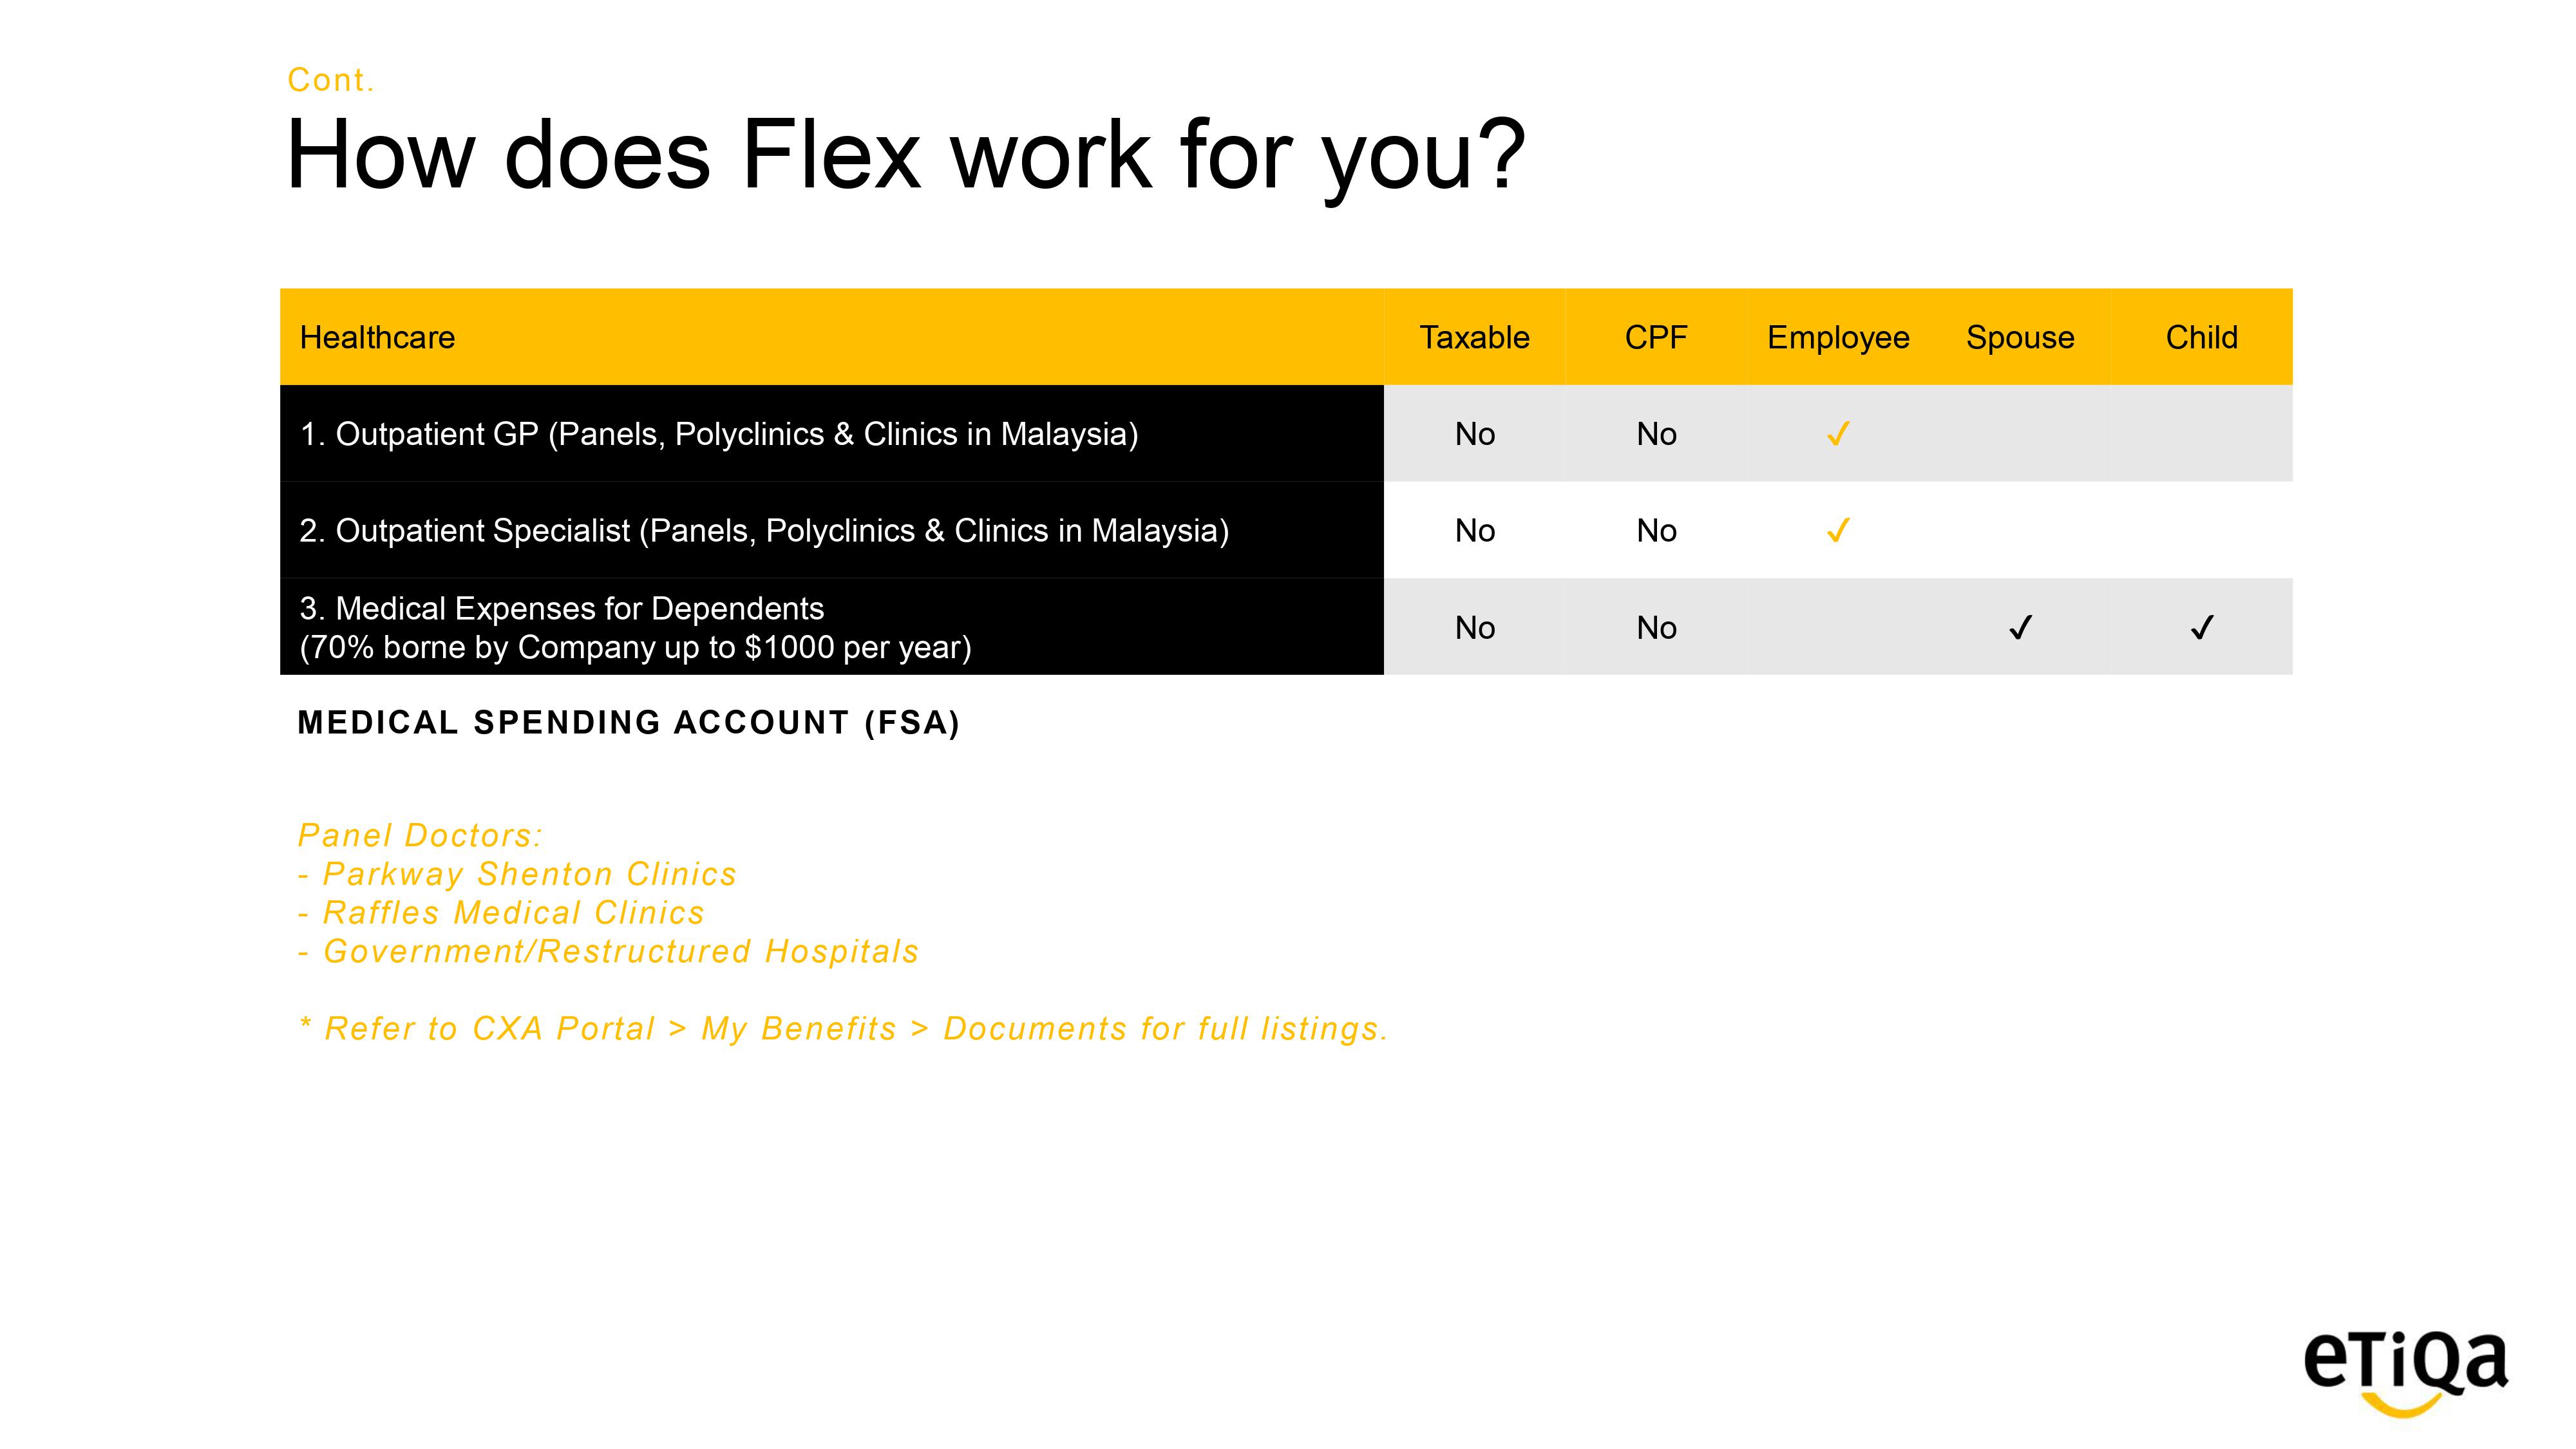 Cont.
How does Flex work for you?
Healthcare Taxable CPF Employee Spouse Child
1. Outpatient GP (Panels, Polyclinics & Clinics in Malaysia) No No ✓
2. Outpatient Specialist (Panels, Polyclinics & Clinics in Malaysia) No No ✓
3. Medical Expenses for Dependents
(70% borne by Company up to $1000 per year) No No ✓ ✓
MEDICAL SPENDING ACCOUNT (FSA)
Panel Doctors:
- Parkway Shenton Clinics
- Raffles Medical Clinics
- Government/Restructured Hospitals
* Refer to CXA Portal > My Benefits > Documents for full listings.
eTiQa